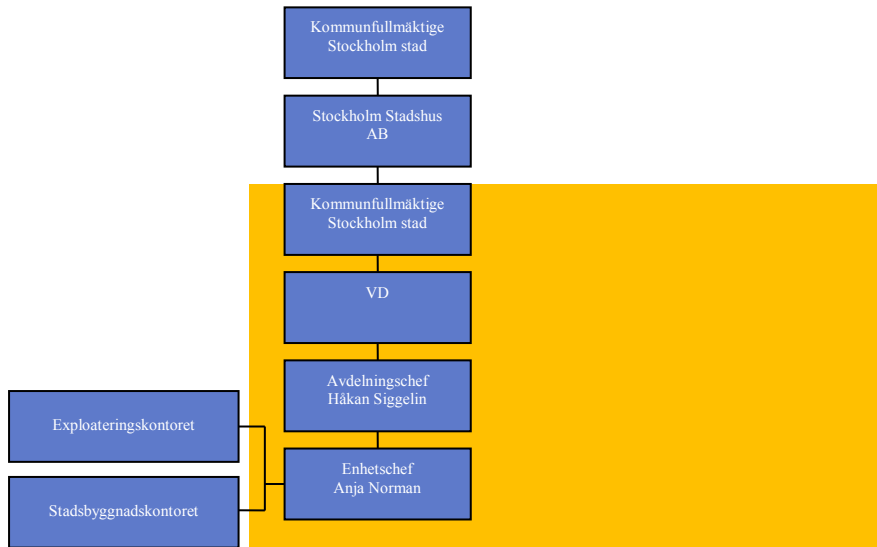 Kommunfullmäktige
Stockholm stad
Stockholm Stadshus
AB
Kommunfullmäktige
Stockholm stad
VD
Avdelningschef
Håkan Siggelin
Exploateringskontoret
Enhetschef
Anja Norman
Stadsbyggnadskontoret